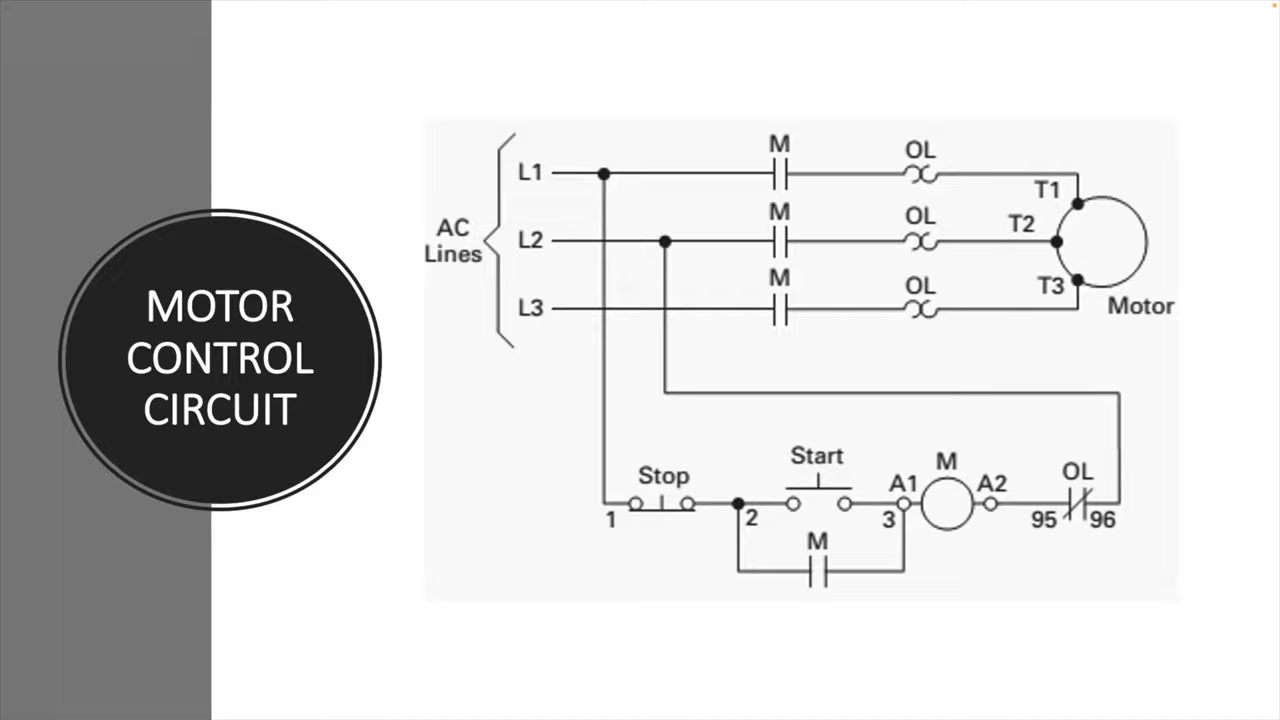 MOTOR
CONTROL
CIRCUIT
AC
Lines
L1
L2
L3
M
OL
M
OL
M
OL
T1
T2
T3
Motor
Stop
Start
A1
M
A2
OL
1
2
3
95
96
M